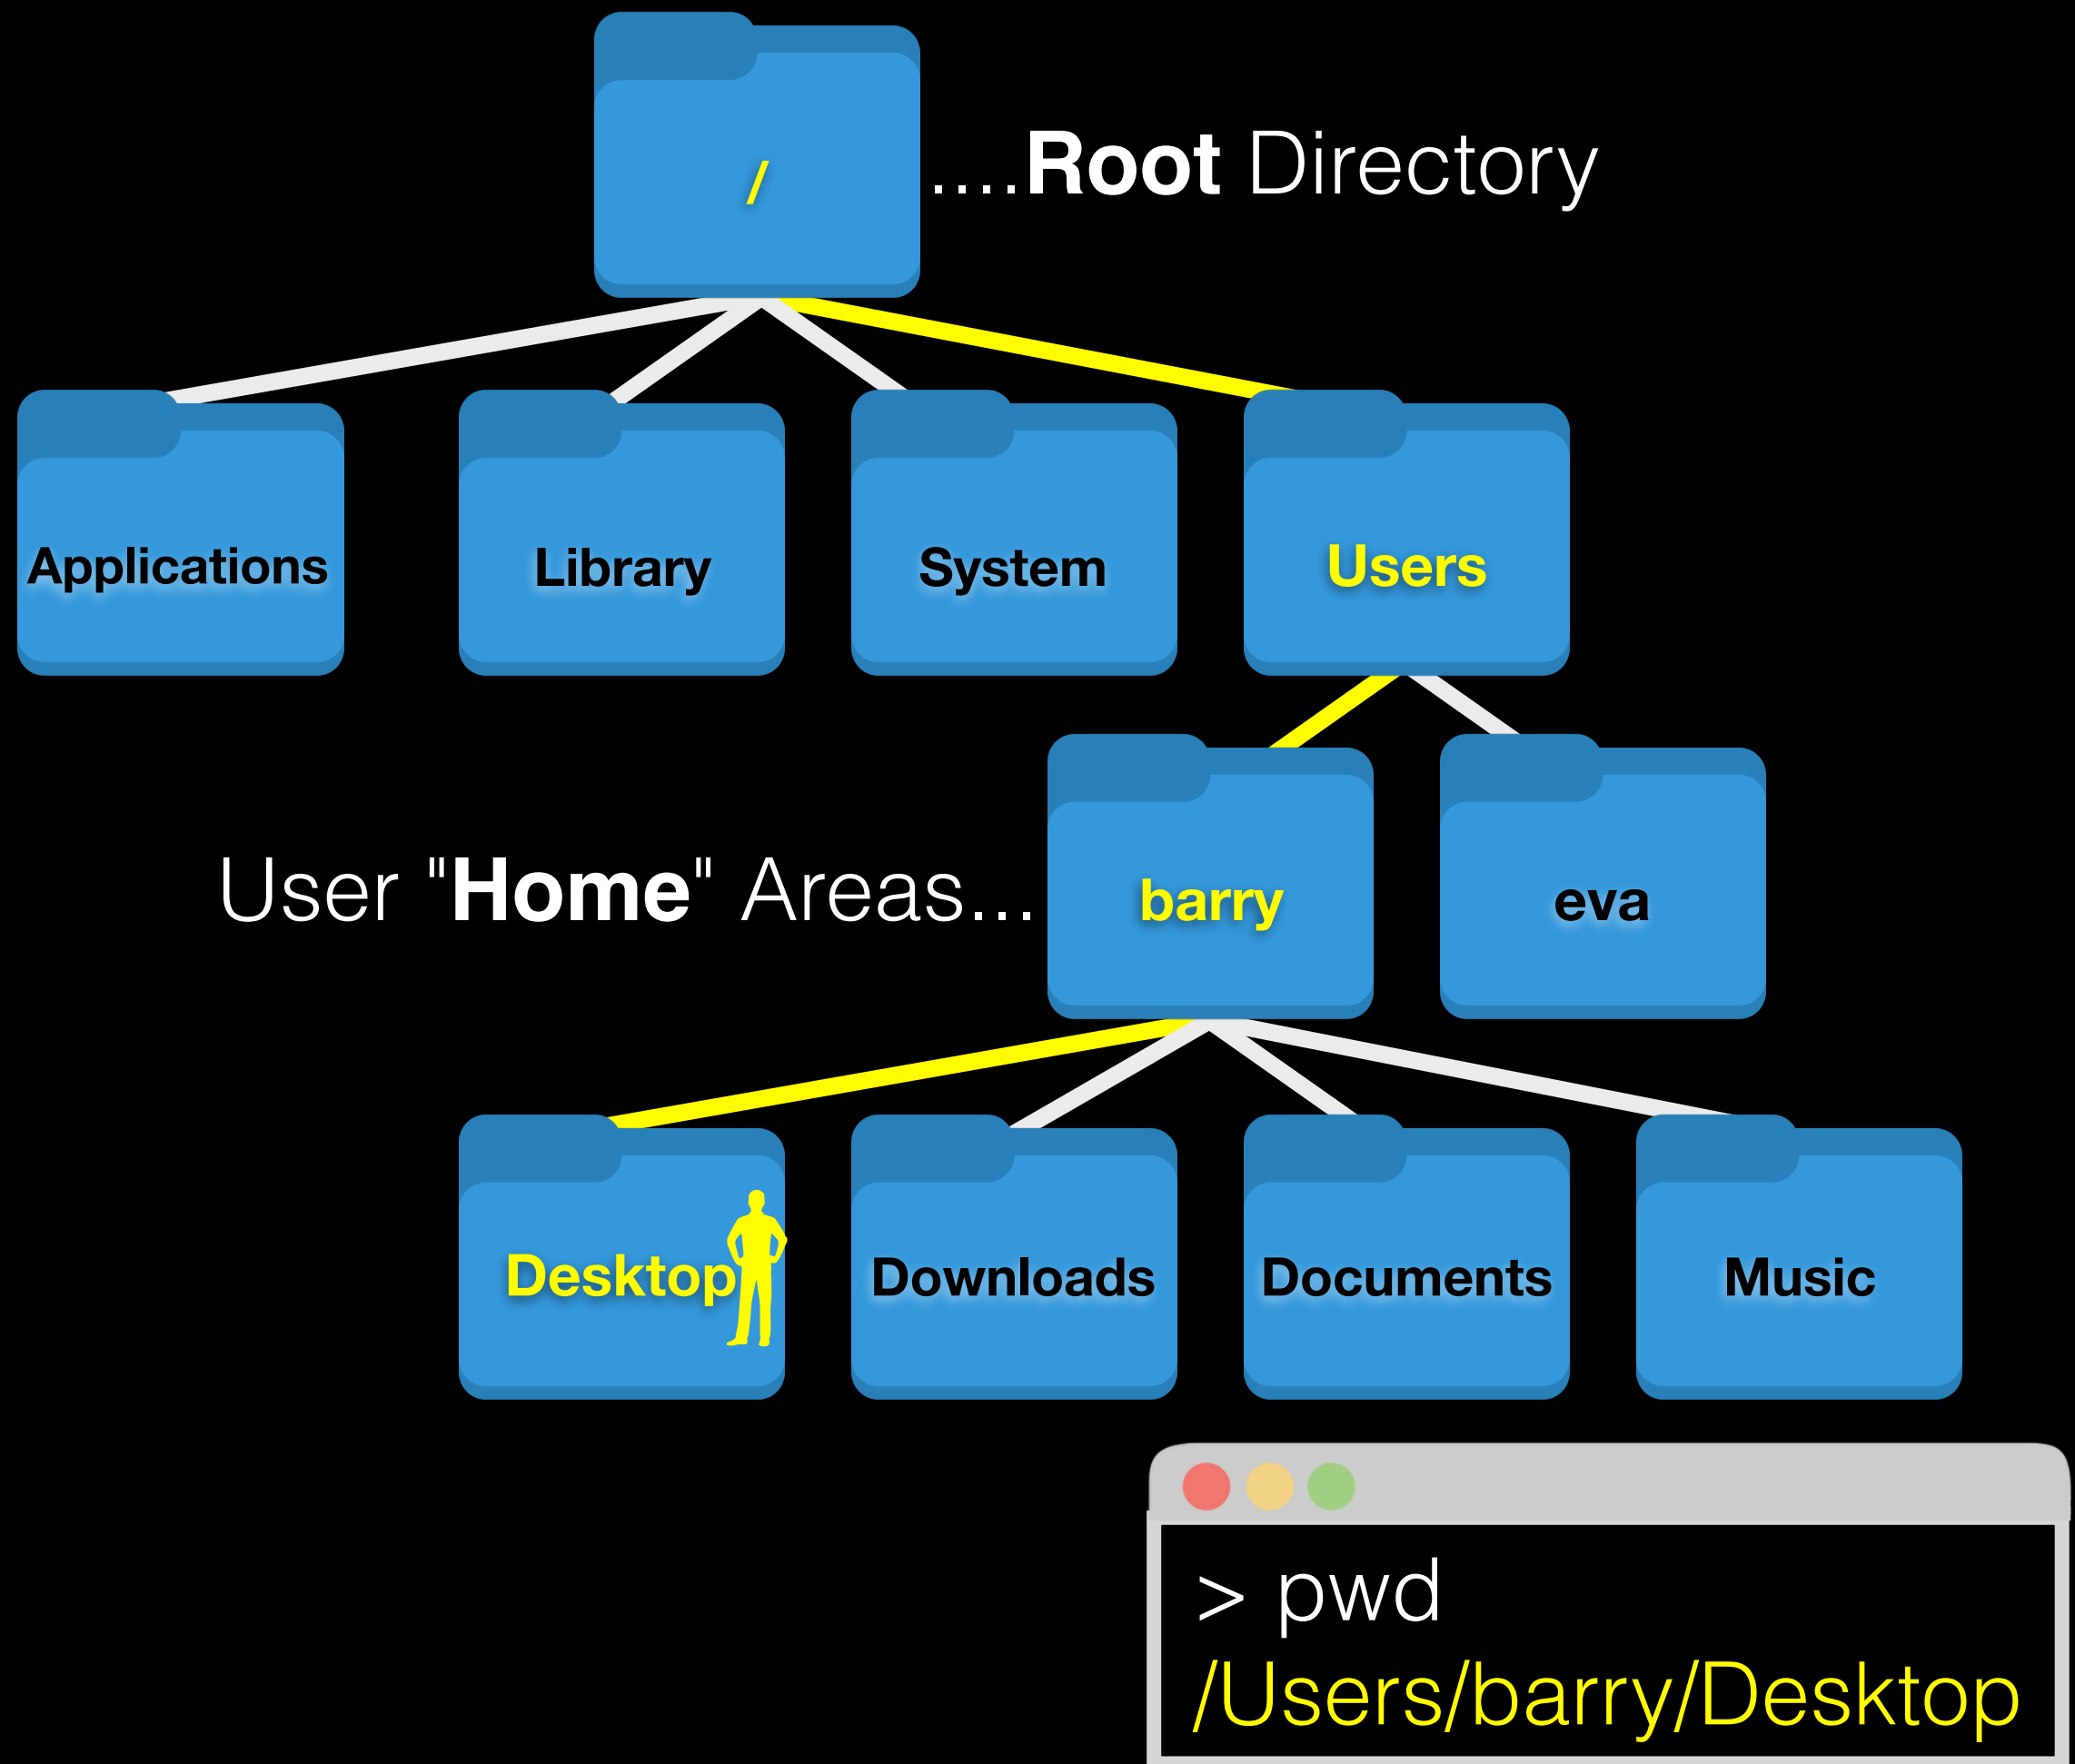 /
....Root Directory
Applications
Library
System
Users
User "Home" Areas...
barry
eva
Desktop
Downloads
Documents
Music
> pwd
/Users/barry/Desktop